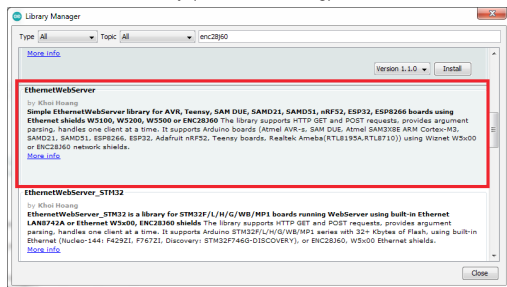 Library Manager
Type All Topic All enc28j60
More info
Version 1.1.0 Install
EthernetWebServer
by Khoi Hoang
Simple EthernetWebServer library for AVR, Teensy, SAM DUE, SAMD21, SAMD51, nRF52, ESP32, ESP8266 boards using
Ethernet shields W5100, W5200, W5500 or ENC28J60 The library supports HTTP GET and POST requests, provides argument
parsing, handles one client at a time. It supports Arduino boards (Atmel AVR-s, SAM DUE, Atmel SAM3X8E ARM Cortex-M3,
SAMD21, SAMD51, ESP8266, ESP32, Adafruit nRF52, Teensy boards, Realtek Ameba(RTL8195A,RTL8710)) using Wiznet W5x00
or ENC28J60 network shields.
More info
EthernetWebServer_STM32
by Khoi Hoang
EthernetWebServer_STM32 is a library for STM32F/L/H/G/WB/MP1 boards running WebServer using built-in Ethernet
LAN8742A or Ethernet W5x00, ENC28J60 shields The library supports HTTP GET and POST requests, provides argument
parsing, handles one client at a time. It supports Arduino STM32F/L/H/G/WB/MP1 series with 32+ Kbytes of Flash, using built-in
Ethernet (Nucleo-144: F429ZI, F767ZI, Discovery: STM32F746G-DISCOVERY), or ENC28J60, W5x00 Ethernet shields.
More info
Close